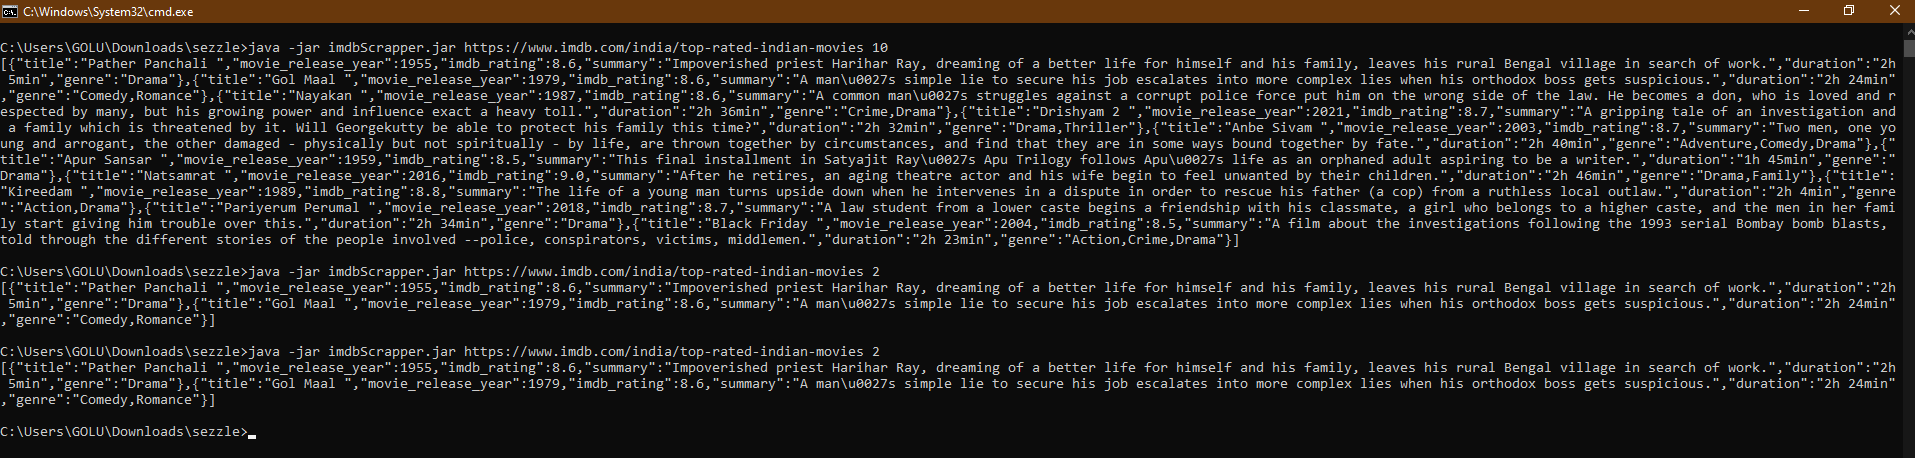 C:\Windows\System32\cmd.exe
C:\Users\GOLU\Downloads\sezzle>java -jar imdbScrapper.jar https://www.imdb.com/india/top-rated-indian-movies 10
[{"title":"Pather Panchali ","movie_release_year":1955,"imdb_rating":8.6,"summary":"Impoverished priest Harihar Ray, dreaming of a better life for himself and his family, leaves his rural Bengal village in search of work.","duration":"2h
 5min","genre":"Drama"},{"title":"Gol Maal ","movie_release_year":1979,"imdb_rating":8.6,"summary":"A man\u0027s simple lie to secure his job escalates into more complex lies when his orthodox boss gets suspicious.","duration":"2h 24min"
,"genre":"Comedy,Romance"},{"title":"Nayakan ","movie_release_year":1987,"imdb_rating":8.6,"summary":"A common man\u0027s struggles against a corrupt police force put him on the wrong side of the law. He becomes a don, who is loved and r
espected by many, but his growing power and influence exact a heavy toll.","duration":"2h 36min","genre":"Crime,Drama"},{"title":"Drishyam 2 ","movie_release_year":2021,"imdb_rating":8.7,"summary":"A gripping tale of an investigation and
 a family which is threatened by it. Will Georgekutty be able to protect his family this time?","duration":"2h 32min","genre":"Drama,Thriller"},{"title":"Anbe Sivam ","movie_release_year":2003,"imdb_rating":8.7,"summary":"Two men, one yo
ung and arrogant, the other damaged - physically but not spiritually - by life, are thrown together by circumstances, and find that they are in some ways bound together by fate.","duration":"2h 40min","genre":"Adventure,Comedy,Drama"},{"
title":"Apur Sansar ","movie_release_year":1959,"imdb_rating":8.5,"summary":"This final installment in Satyajit Ray\u0027s Apu Trilogy follows Apu\u0027s life as an orphaned adult aspiring to be a writer.","duration":"1h 45min","genre":"
Drama"},{"title":"Natsamrat ","movie_release_year":2016,"imdb_rating":9.0,"summary":"After he retires, an aging theatre actor and his wife begin to feel unwanted by their children.","duration":"2h 46min","genre":"Drama,Family"},{"title":
"Kireedam ","movie_release_year":1989,"imdb_rating":8.8,"summary":"The life of a young man turns upside down when he intervenes in a dispute in order to rescue his father (a cop) from a ruthless local outlaw.","duration":"2h 4min","genre
":"Action,Drama"},{"title":"Pariyerum Perumal ","movie_release_year":2018,"imdb_rating":8.7,"summary":"A law student from a lower caste begins a friendship with his classmate, a girl who belongs to a higher caste, and the men in her fami
ly start giving him trouble over this.","duration":"2h 34min","genre":"Drama"},{"title":"Black Friday ","movie_release_year":2004,"imdb_rating":8.5,"summary":"A film about the investigations following the 1993 serial Bombay bomb blasts,
told through the different stories of the people involved --police, conspirators, victims, middlemen.","duration":"2h 23min","genre":"Action,Crime,Drama"}]
C:\Users\GOLU\Downloads\sezzle>java -jar imdbScrapper.jar https://www.imdb.com/india/top-rated-indian-movies 2
[{"title":"Pather Panchali ","movie_release_year":1955,"imdb_rating":8.6,"summary":"Impoverished priest Harihar Ray, dreaming of a better life for himself and his family, leaves his rural Bengal village in search of work.","duration":"2h
 5min","genre":"Drama"},{"title":"Gol Maal ","movie_release_year":1979,"imdb_rating":8.6,"summary":"A man\u0027s simple lie to secure his job escalates into more complex lies when his orthodox boss gets suspicious.","duration":"2h 24min"
,"genre":"Comedy,Romance"}]
C:\Users\GOLU\Downloads\sezzle>java -jar imdbScrapper.jar https://www.imdb.com/india/top-rated-indian-movies 2
[{"title":"Pather Panchali ","movie_release_year":1955,"imdb_rating":8.6,"summary":"Impoverished priest Harihar Ray, dreaming of a better life for himself and his family, leaves his rural Bengal village in search of work.","duration":"2h
 5min","genre":"Drama"},{"title":"Gol Maal ","movie_release_year":1979,"imdb_rating":8.6,"summary":"A man\u0027s simple lie to secure his job escalates into more complex lies when his orthodox boss gets suspicious.","duration":"2h 24min"
,"genre":"Comedy,Romance"}]
C:\Users\GOLU\Downloads\sezzle>